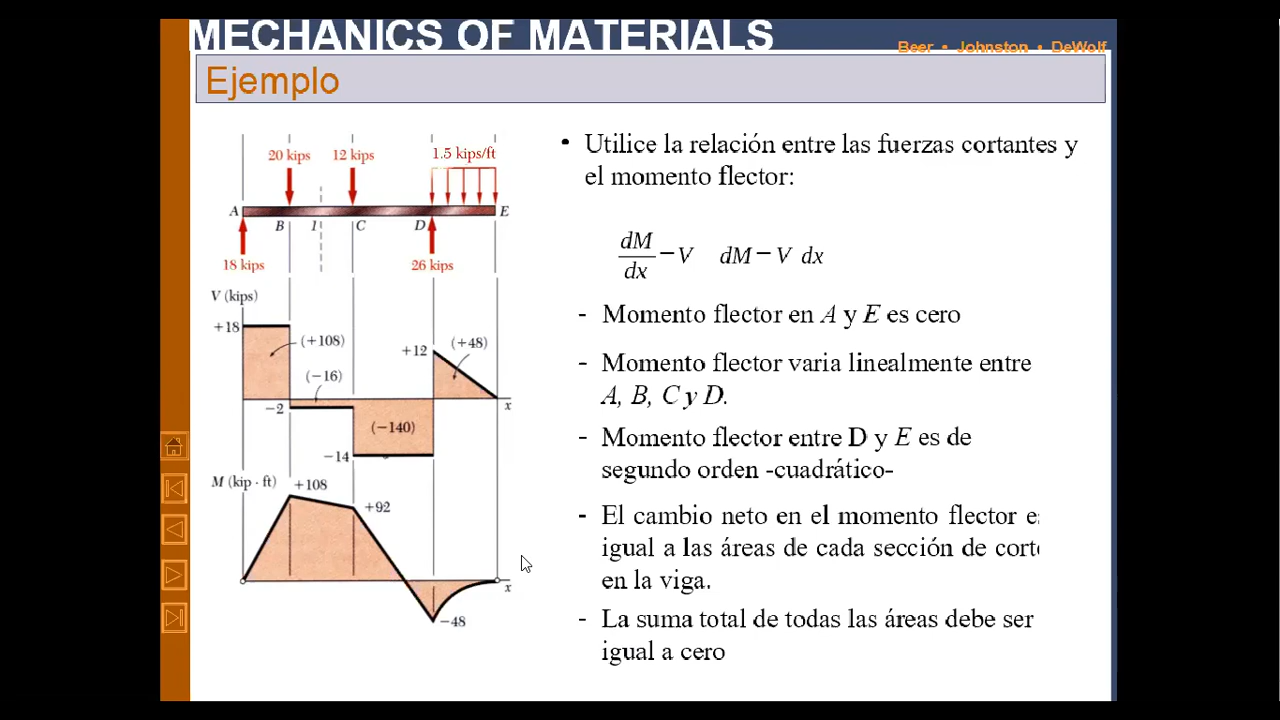 MECHANICS OF MATERIALS
Beer • Johnston • DeWolf
Ejemplo
20 kips 12 kips 1.5 kips/ft
A E
B 1 C D
18 kips 26 kips
V (kips)
+18
(+108)
+12
(+48)
(−16)
−2
x
(−140)
−14
M (kip · ft)
+108
+92
x
−48
• Utilice la relación entre las fuerzas cortantes y
el momento flector:
dM/dx − V dM − V dx
- Momento flector en A y E es cero
- Momento flector varia linealmente entre
A, B, C y D.
- Momento flector entre D y E es de
segundo orden -cuadrático-
- El cambio neto en el momento flector e
igual a las áreas de cada sección de cort
en la viga.
- La suma total de todas las áreas debe ser
igual a cero